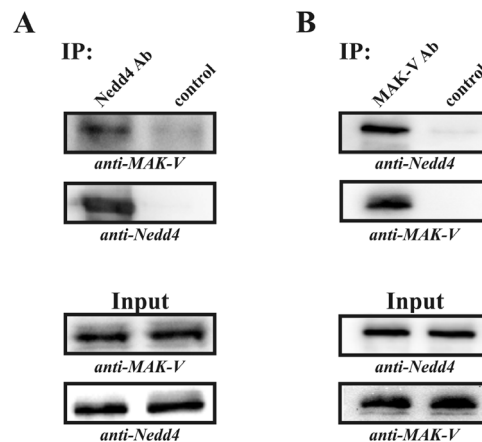 A
IP:
Nedd4 Ab
control
anti-MAK-V
anti-Nedd4
Input
anti-MAK-V
anti-Nedd4
B
IP:
MAK-V Ab
control
anti-Nedd4
anti-MAK-V
Input
anti-Nedd4
anti-MAK-V